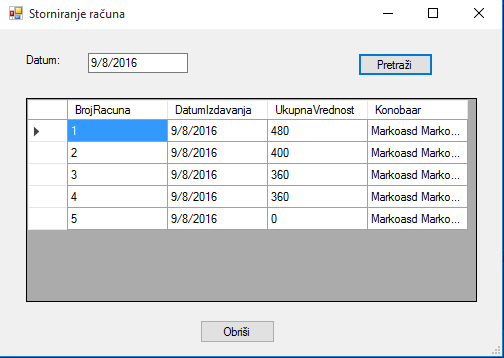 Storniranje računa
Datum: 9/8/2016 Pretraži
BrojRacuna DatumIzdavanja UkupnaVrednost Konobaar
1 9/8/2016 480 Markoasd Marko...
2 9/8/2016 400 Markoasd Marko...
3 9/8/2016 360 Markoasd Marko...
4 9/8/2016 360 Markoasd Marko...
5 9/8/2016 0 Markoasd Marko...
Obriši